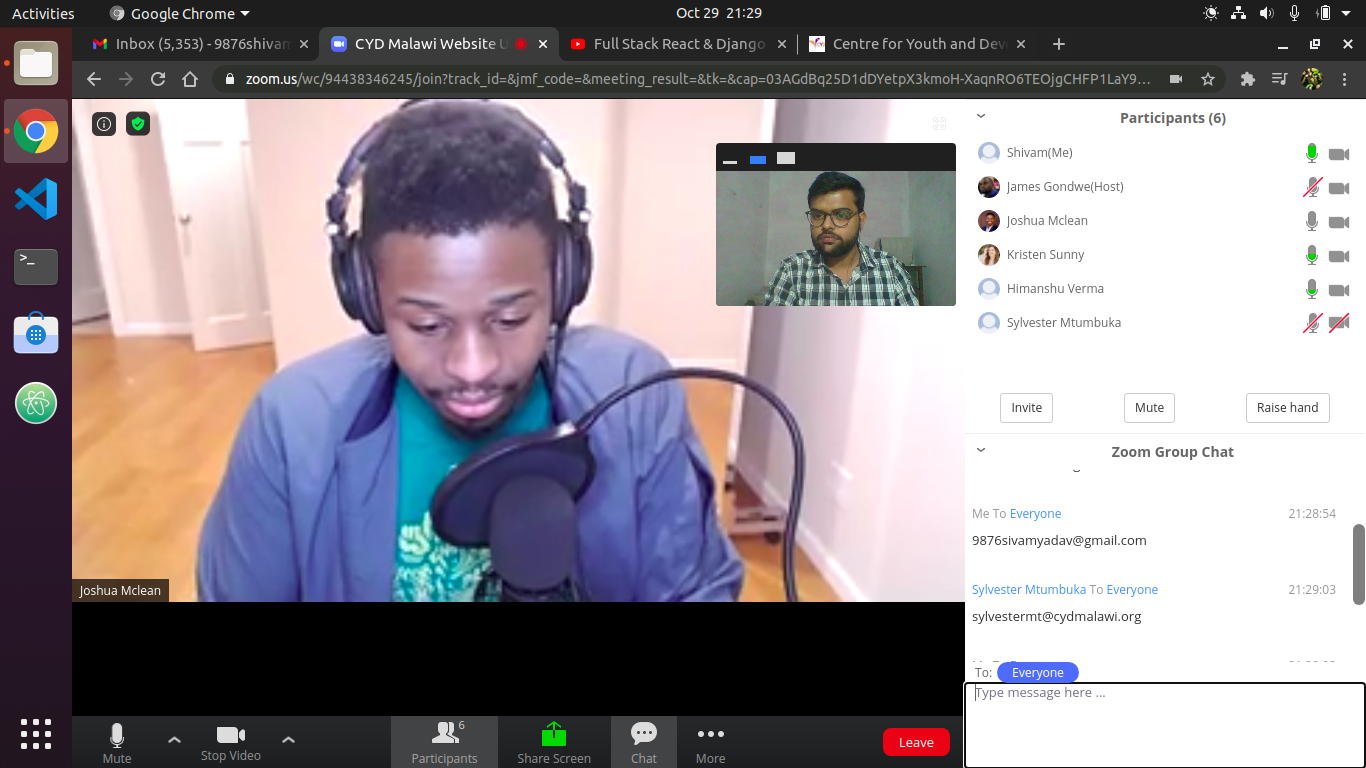 Activities
Google Chrome
Oct 29 21:29
Inbox (5,353) - 9876shivam
CYD Malawi Website U
Full Stack React & Django
Centre for Youth and Dev
zoom.us/wc/94438346245/join?track_id=&jmf_code=&meeting_result=&tk=&cap=03AGdBq25D1dDYetpX3kmoH-XaqnRO6TEOjgCHFP1LaY9...
Participants (6)
Shivam(Me)
James Gondwe(Host)
Joshua Mclean
Kristen Sunny
Himanshu Verma
Sylvester Mtumbuka
Invite
Mute
Raise hand
Zoom Group Chat
Me To Everyone
21:28:54
9876sivamyadav@gmail.com
Sylvester Mtumbuka To Everyone
21:29:03
sylvestermt@cydmalawi.org
To: Everyone
Type message here ...
Joshua Mclean
Mute
Stop Video
6
Participants
Share Screen
Chat
More
Leave